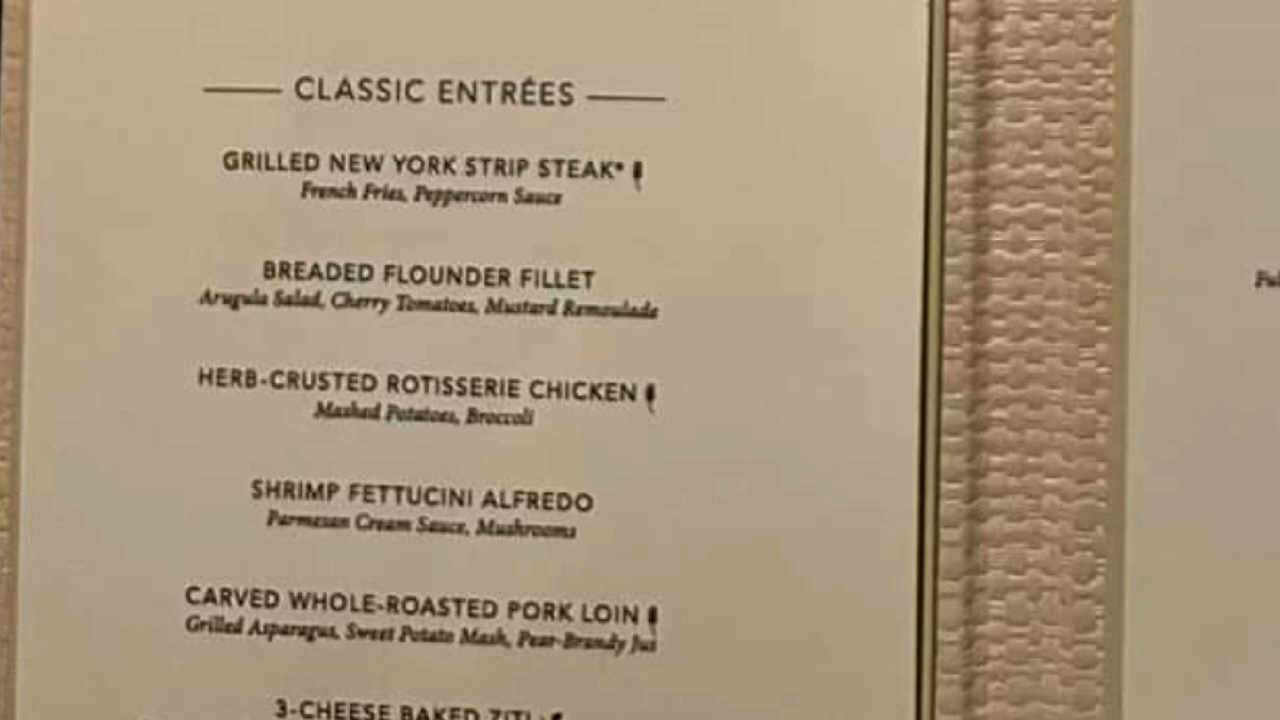 CLASSIC ENTRÉES
GRILLED NEW YORK STRIP STEAK*
French Fries, Peppercorn Sauce
BREADED FLOUNDER FILLET
Arugula Salad, Cherry Tomatoes, Mustard Remoulade
HERB-CRUSTED ROTISSERIE CHICKEN
Mashed Potatoes, Broccoli
SHRIMP FETTUCINI ALFREDO
Parmesan Cream Sauce, Mushrooms
CARVED WHOLE-ROASTED PORK LOIN
Grilled Asparagus, Sweet Potato Mash, Pear-Brandy Jus
3-CHEESE BAKED ZITI